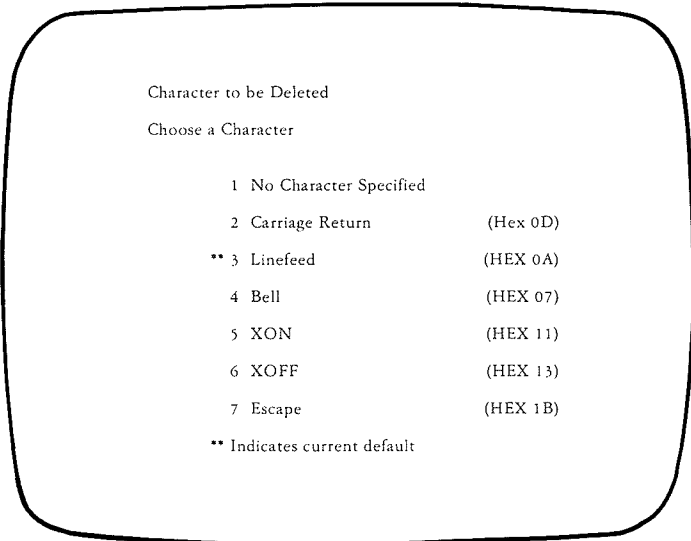 Character to be Deleted
Choose a Character
1 No Character Specified
2 Carriage Return (Hex 0D)
** 3 Linefeed (HEX 0A)
4 Bell (HEX 07)
5 XON (HEX 11)
6 XOFF (HEX 13)
7 Escape (HEX 1B)
** Indicates current default